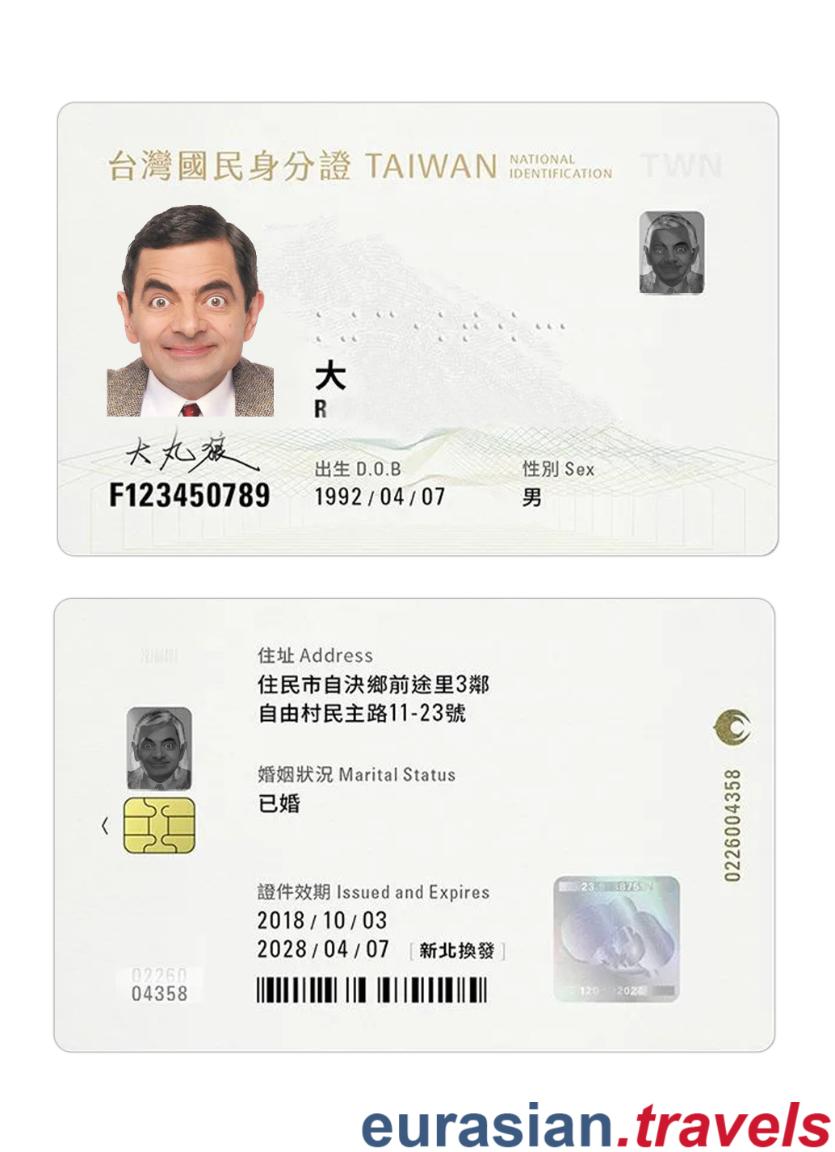 台灣國民身分證 TAIWAN NATIONAL IDENTIFICATION TWN
大
R
大丸狼
F123450789
出生 D.O.B
1992 / 04 / 07
性別 Sex
男
住址 Address
住民市自決鄉前途里3鄰
自由村民主路11-23號
婚姻狀況 Marital Status
已婚
證件效期 Issued and Expires
2018 / 10 / 03
2028 / 04 / 07 [ 新北換發 ]
02260
04358
0226004358
eurasian.travels